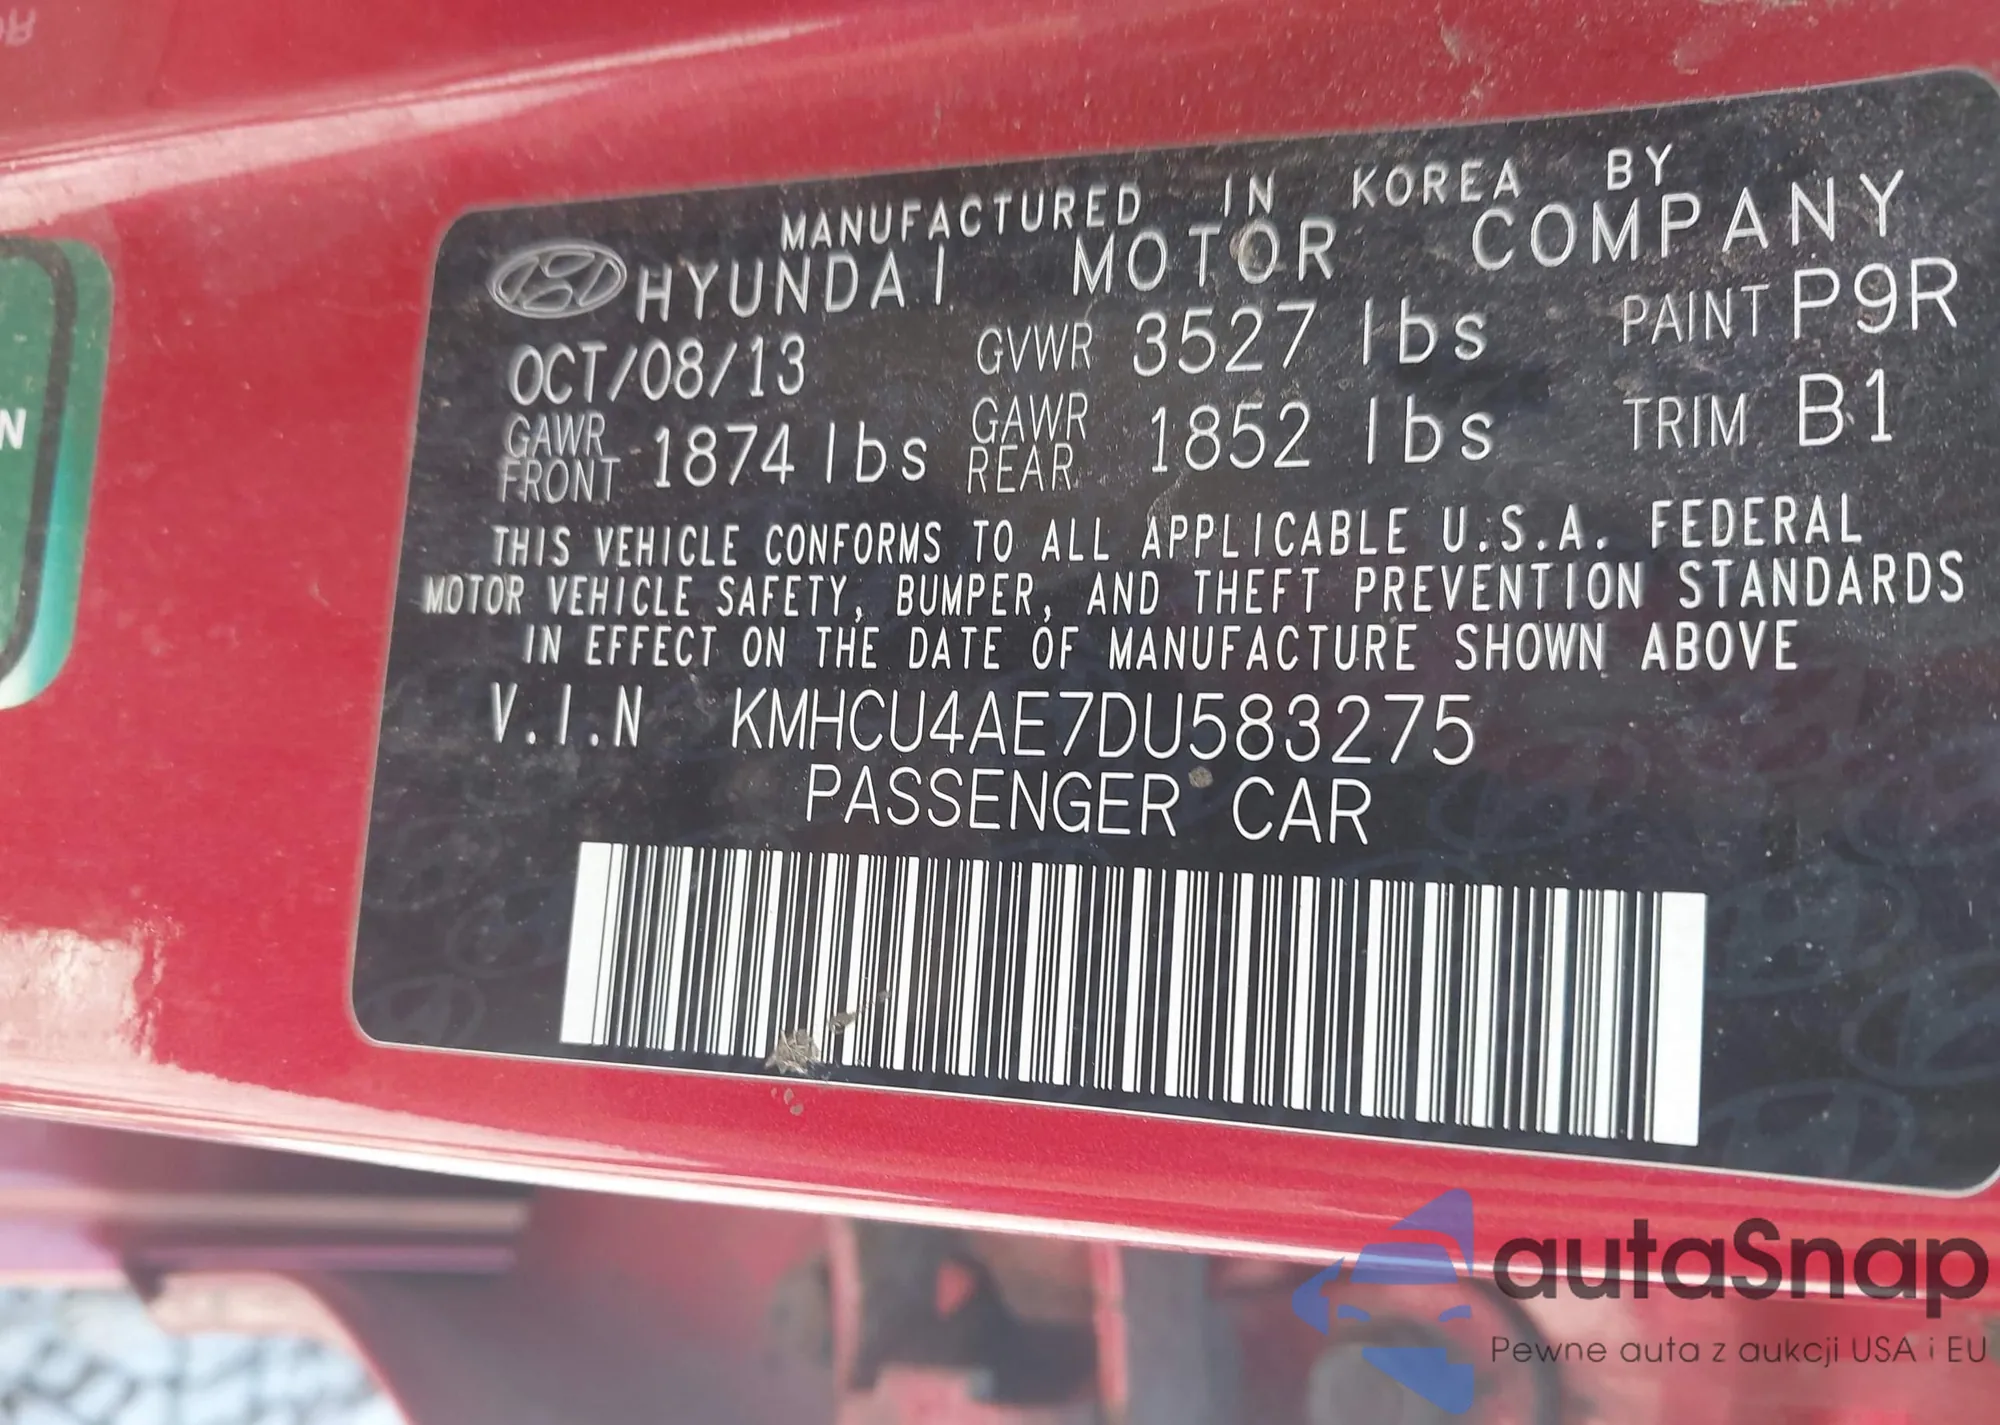 MANUFACTURED IN KOREA BY
HYUNDAI MOTOR COMPANY
OCT/08/13 GVWR 3527 lbs PAINT P9R
GAWR FRONT 1874 lbs GAWR REAR 1852 lbs TRIM B1
THIS VEHICLE CONFORMS TO ALL APPLICABLE U.S.A. FEDERAL
MOTOR VEHICLE SAFETY, BUMPER, AND THEFT PREVENTION STANDARDS
IN EFFECT ON THE DATE OF MANUFACTURE SHOWN ABOVE
V.I.N KMHCU4AE7DU583275
PASSENGER CAR
N
autaSnap
Pewne auta z aukcji USA i EU